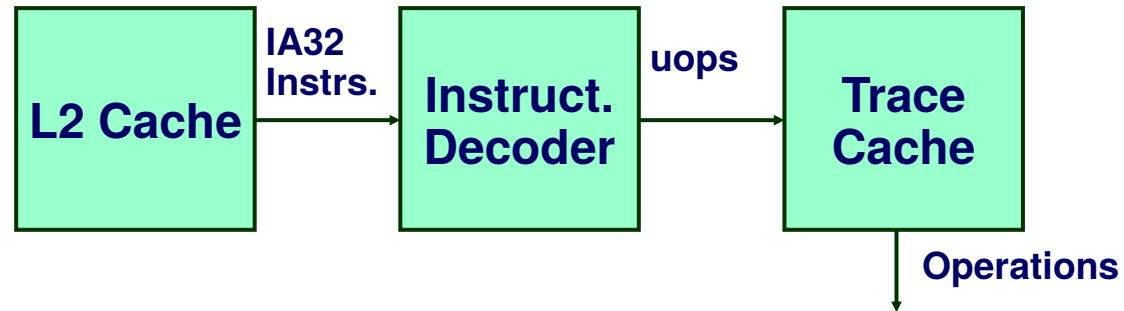 L2 Cache
IA32
Instrs.
Instruct.
Decoder
uops
Trace
Cache
Operations